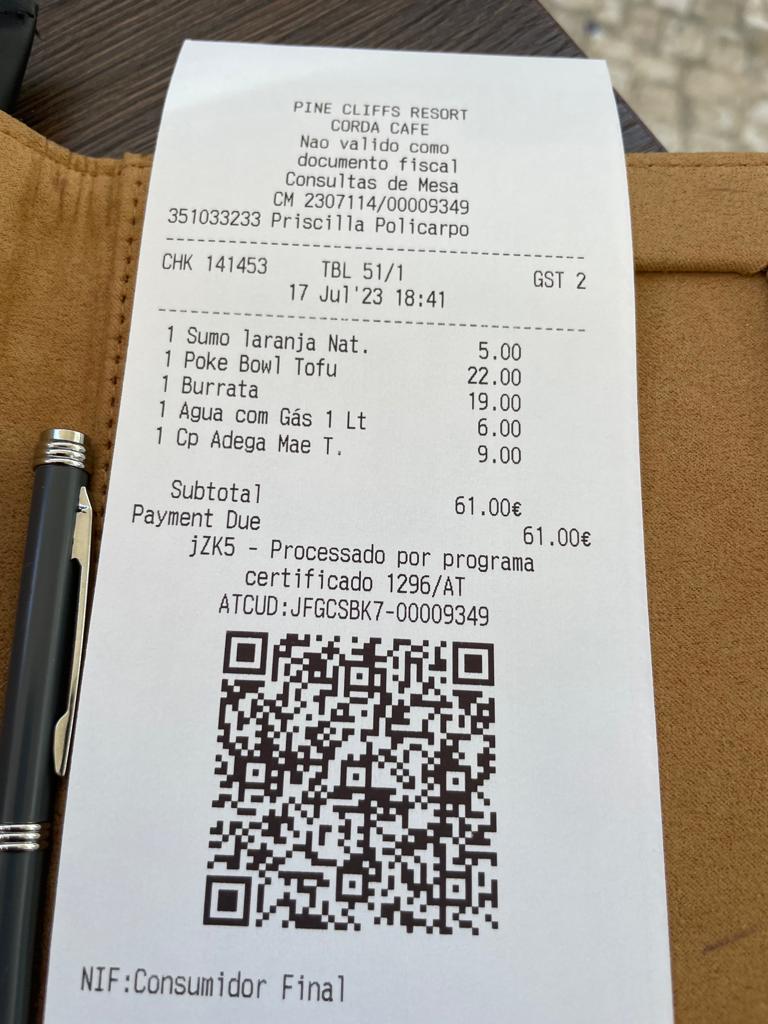 PINE CLIFFS RESORT
CORDA CAFE
Nao valido como
documento fiscal
Consultas de Mesa
CM 2307114/00009349
351033233 Priscilla Policarpo
CHK 141453 TBL 51/1 GST 2
17 Jul'23 18:41
1 Sumo laranja Nat. 5.00
1 Poke Bowl Tofu 22.00
1 Burrata 19.00
1 Agua com Gás 1 Lt 6.00
1 Cp Adega Mae T. 9.00
Subtotal 61.00€
Payment Due 61.00€
jZK5 - Processado por programa
certificado 1296/AT
ATCUD:JFGCSBK7-00009349
NIF:Consumidor Final